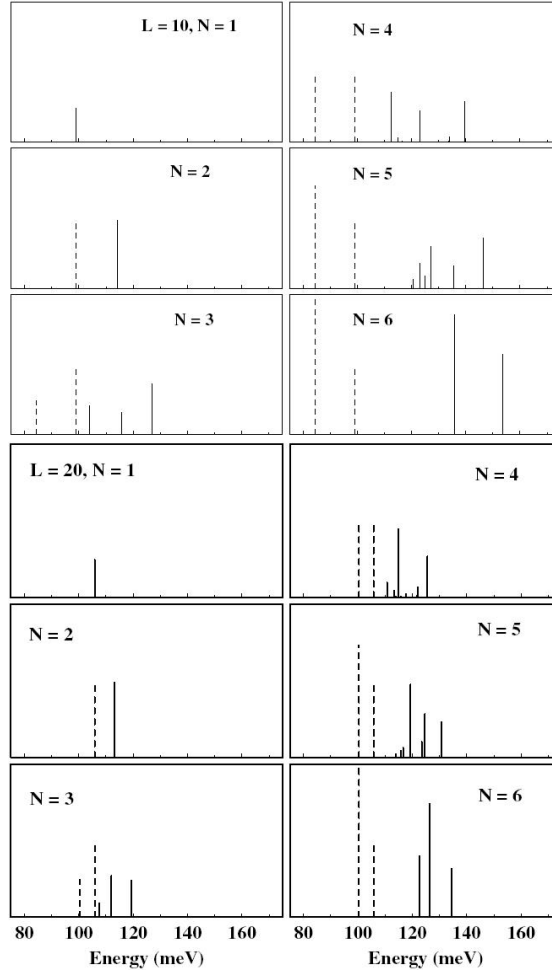 L = 10, N = 1
N = 4
N = 2
N = 5
N = 3
N = 6
L = 20, N = 1
N = 4
N = 2
N = 5
N = 3
N = 6
80 100 120 140 160
80 100 120 140 160
Energy (meV)
Energy (meV)